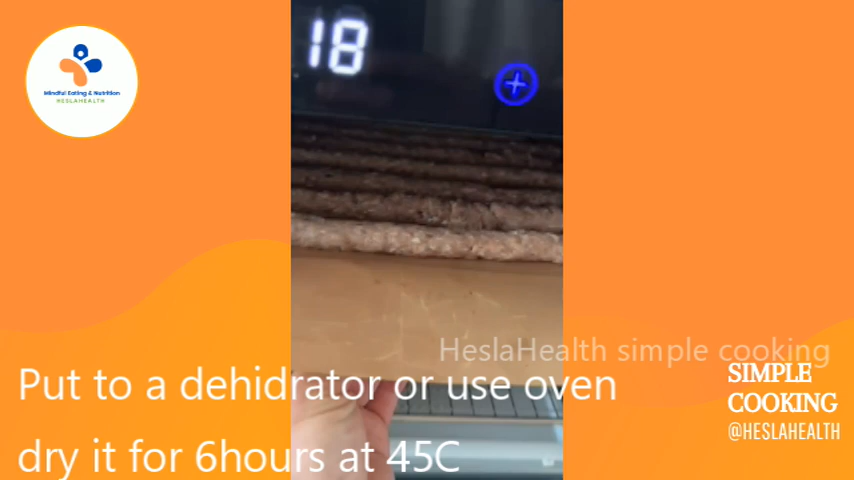 18
Mindful Eating & Nutrition
HESLAHEALTH
HeslaHealth simple cooking
Put to a dehidrator or use oven
dry it for 6hours at 45C
SIMPLE
COOKING
@HESLAHEALTH